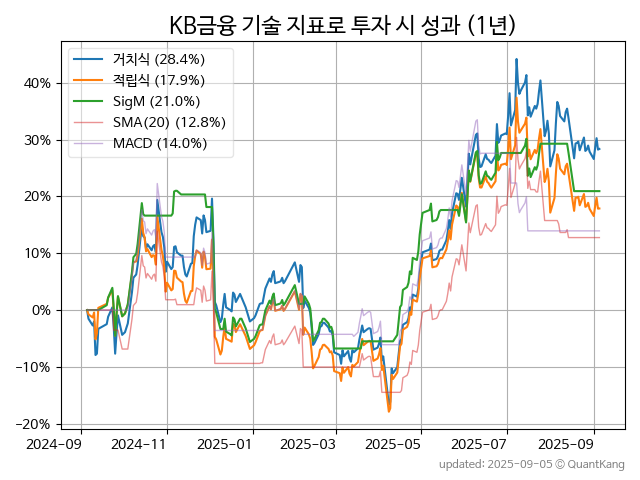 KB금융 기술 지표로 투자 시 성과 (1년)
거치식 (28.4%)
적립식 (17.9%)
SigM (21.0%)
SMA(20) (12.8%)
MACD (14.0%)
40%
30%
20%
10%
0%
−10%
−20%
2024−09 2024−11 2025−01 2025−03 2025−05 2025−07 2025−09
updated: 2025-09-05 © QuantKang